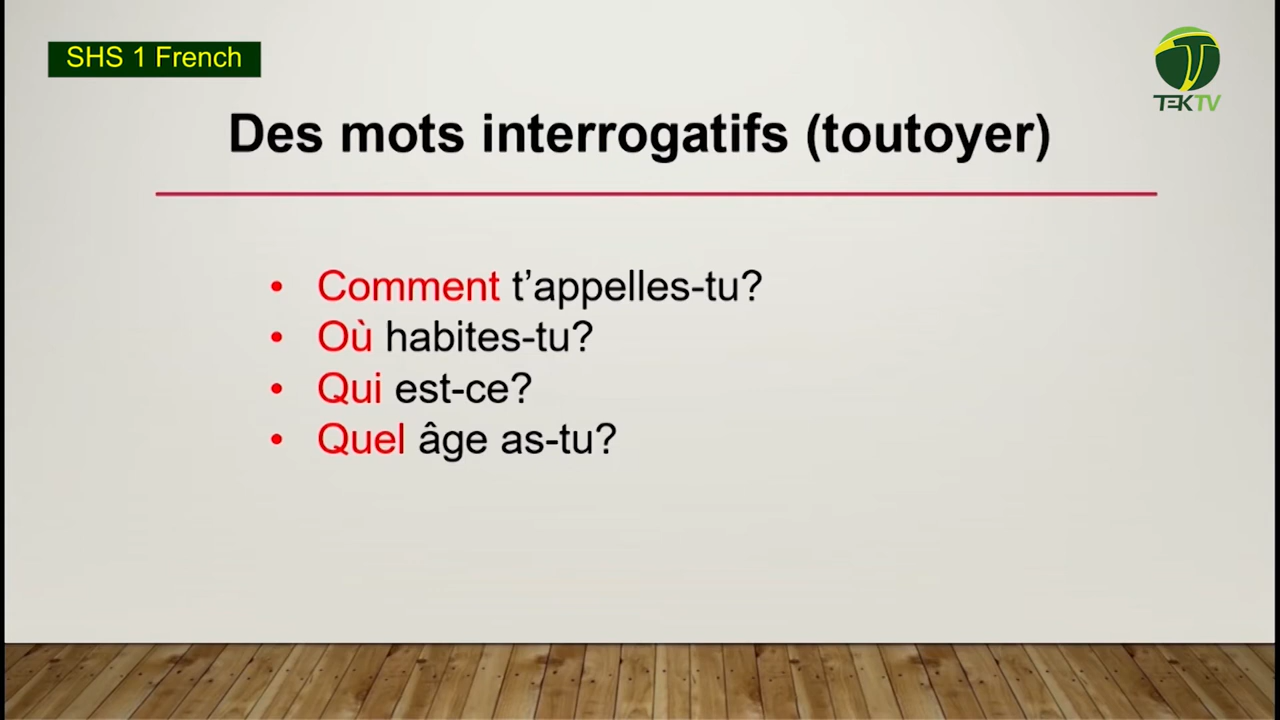 SHS 1 French
TEKTV
Des mots interrogatifs (toutoyer)
• Comment t’appelles-tu?
• Où habites-tu?
• Qui est-ce?
• Quel âge as-tu?